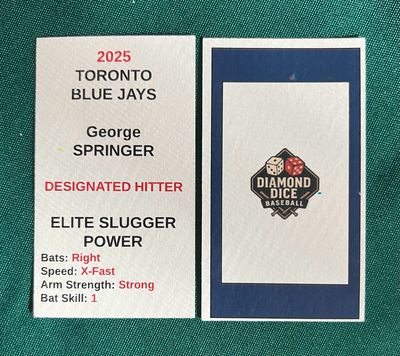 2025
TORONTO
BLUE JAYS
George
SPRINGER
DESIGNATED HITTER
ELITE SLUGGER
POWER
Bats: Right
Speed: X-Fast
Arm Strength: Strong
Bat Skill: 1
DIAMOND
DICE
BASEBALL